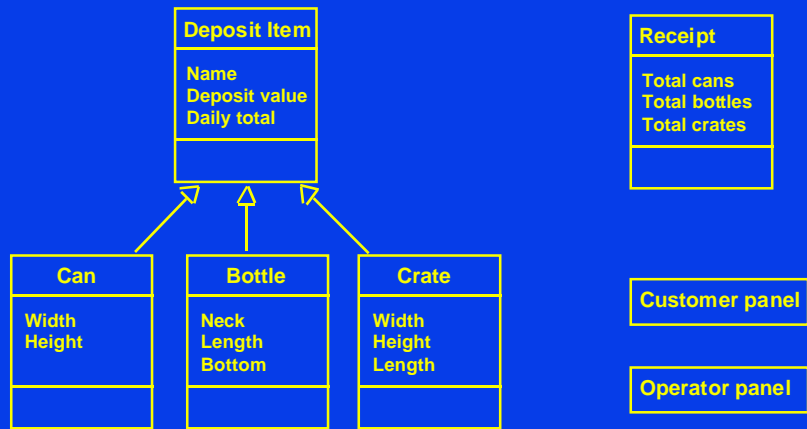 Deposit Item
Name
Deposit value
Daily total
Receipt
Total cans
Total bottles
Total crates
Can
Width
Height
Bottle
Neck
Length
Bottom
Crate
Width
Height
Length
Customer panel
Operator panel